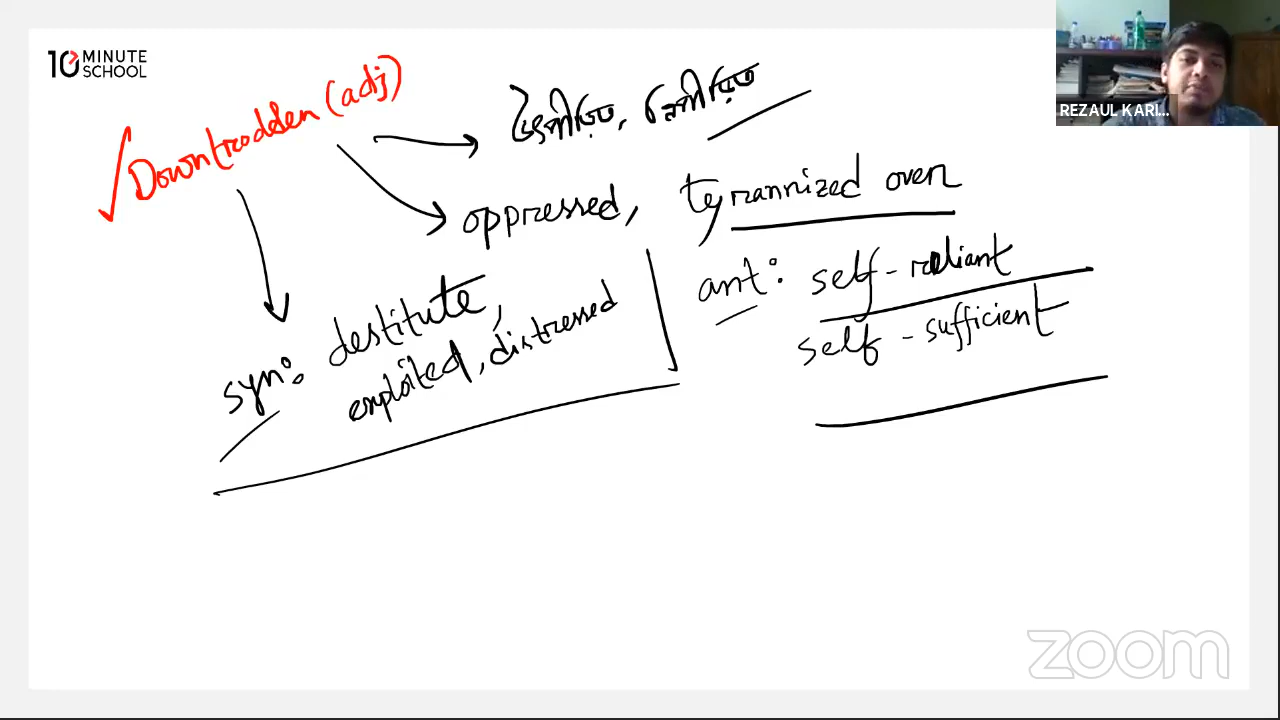 10 MINUTE SCHOOL
REZAUL KARI...
Downtrodden (adj)
উৎপীড়িত, নিপীড়িত
oppressed, tyrannized over
syn: destitute,
exploited, distressed
ant: self-reliant
self-sufficient
zoom